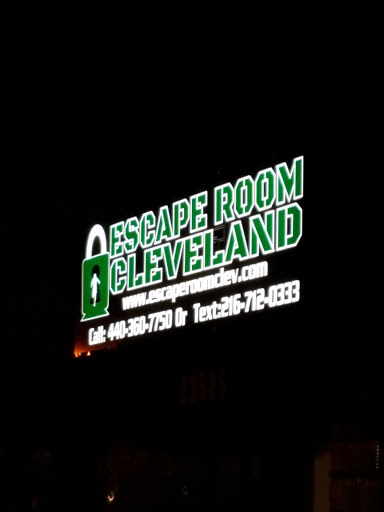 ESCAPE ROOM
CLEVELAND
www.escaperoomclev.com
Call: 440-360-7750 Or Text:216-712-0333